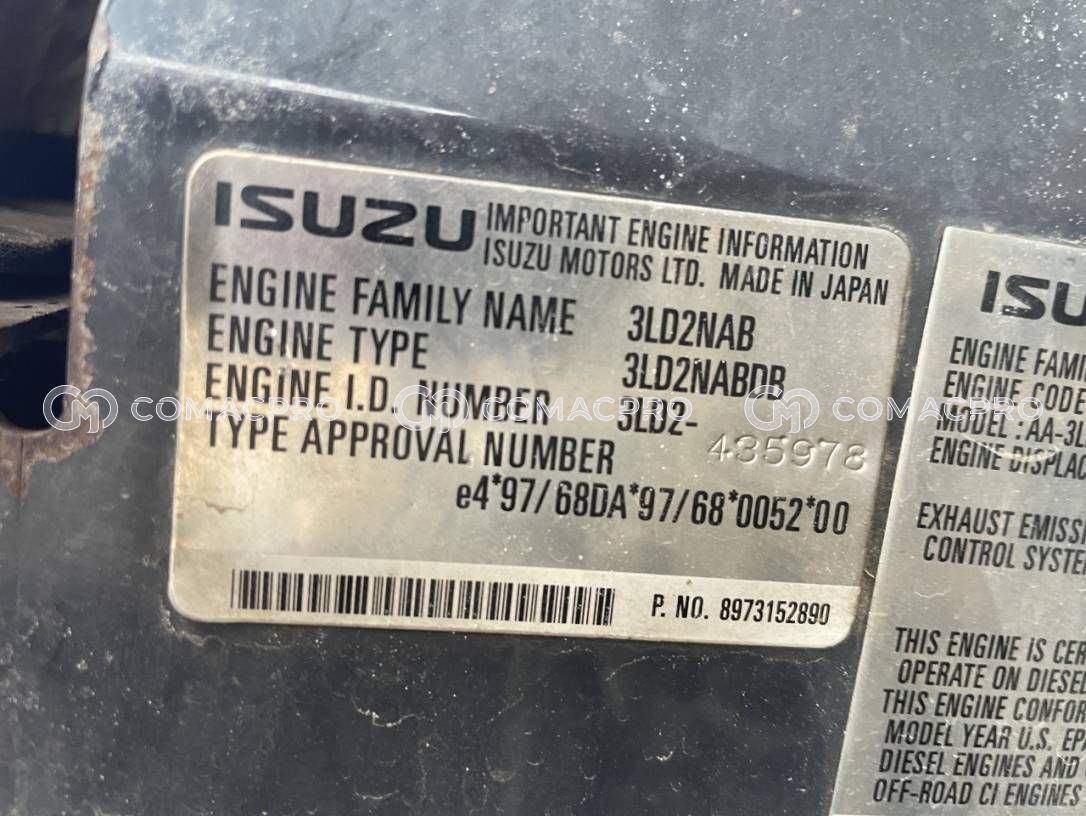 ISUZU IMPORTANT ENGINE INFORMATION
ISUZU MOTORS LTD. MADE IN JAPAN
ENGINE FAMILY NAME 3LD2NAB
ENGINE TYPE 3LD2NABDB
ENGINE I.D. NUMBER 3LD2-435978
TYPE APPROVAL NUMBER
e4*97/68DA*97/68*0052*00
P. NO. 8973152890
COMACPRO COMACPRO COMACPRO
ISU
ENGINE FAMI
ENGINE CODE
MODEL : AA-3L
ENGINE DISPLAC
EXHAUST EMISSI
CONTROL SYSTE
THIS ENGINE IS CER
OPERATE ON DIESEL
THIS ENGINE CONFOR
MODEL YEAR U.S. EP
DIESEL ENGINES AND
OFF-ROAD CI ENGINES